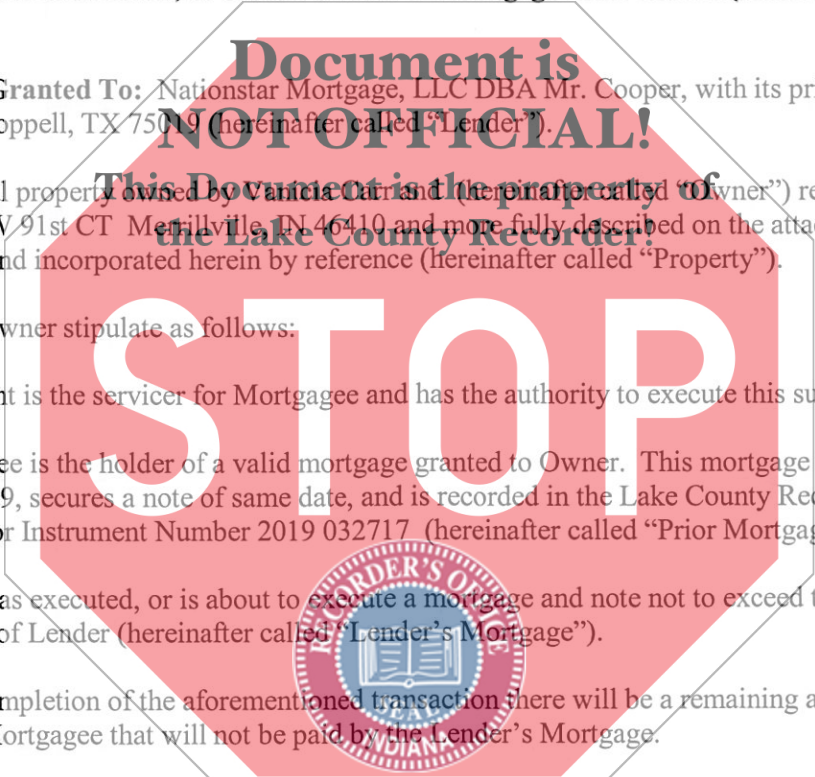 Document is
Granted To: Nationstar Mortgage, LLC DBA Mr. Cooper, with its pri
oppell, TX 75019 (hereinafter called "Lender").
NOT OFFICIAL!
This Document is the property of
l property owned by Vanicia Carr and (hereinafter called "Owner") re
91st CT Merrillville, IN 46410 and more fully described on the atta
the Lake County Recorder!
nd incorporated herein by reference (hereinafter called "Property").
wner stipulate as follows:
STOP
nt is the servicer for Mortgagee and has the authority to execute this su
ee is the holder of a valid mortgage granted to Owner. This mortgage
9, secures a note of same date, and is recorded in the Lake County Rec
r Instrument Number 2019 032717 (hereinafter called "Prior Mortgag
as executed, or is about to execute a mortgage and note not to exceed t
of Lender (hereinafter called "Lender's Mortgage").
RECORDER'S OFFICE
SEAL
INDIANA
mpletion of the aforementioned transaction there will be a remaining a
ortgagee that will not be paid by the Lender's Mortgage.